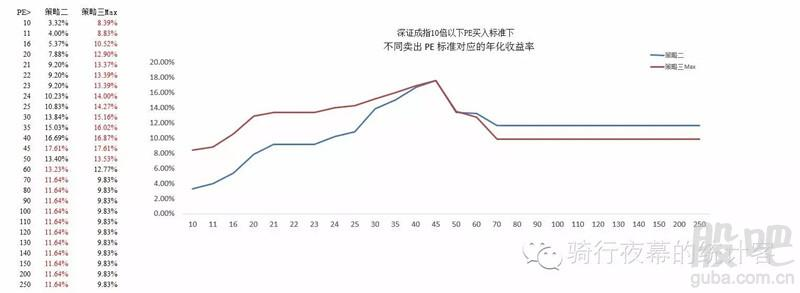 PE> 策略二 策略三Max
10 3.32% 8.39%
11 4.00% 8.83%
16 5.37% 10.52%
20 7.88% 12.90%
21 9.20% 13.37%
22 9.20% 13.39%
23 9.20% 13.39%
24 10.23% 14.00%
25 10.83% 14.27%
30 13.84% 15.16%
35 15.03% 16.02%
40 16.69% 16.87%
45 17.61% 17.61%
50 13.40% 13.53%
60 13.23% 12.77%
70 11.64% 9.83%
80 11.64% 9.83%
90 11.64% 9.83%
100 11.64% 9.83%
110 11.64% 9.83%
120 11.64% 9.83%
130 11.64% 9.83%
140 11.64% 9.83%
150 11.64% 9.83%
200 11.64% 9.83%
250 11.64% 9.83%
深证成指10倍以下PE买入标准下
不同卖出 PE 标准对应的年化收益率
策略二
策略三Max
20.00%
18.00%
16.00%
14.00%
12.00%
10.00%
8.00%
6.00%
4.00%
2.00%
0.00%
10 11 16 20 21 22 23 24 25 30 35 40 45 50 60 70 80 90 100 110 120 130 140 150 200 250
骑行夜幕的统计客
股吧
guba.com.cn